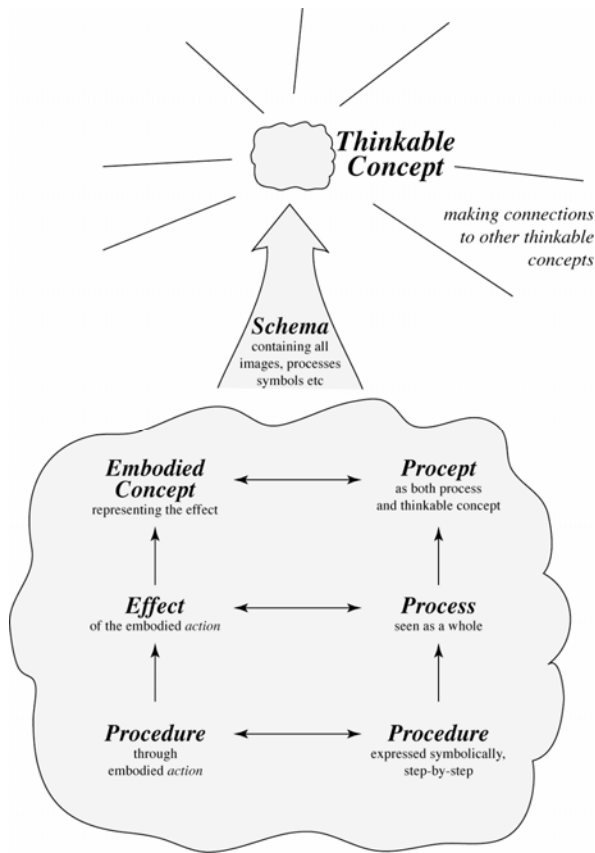 Thinkable
Concept
making connections
to other thinkable
concepts
Schema
containing all
images, processes
symbols etc
Embodied
Concept
representing the effect
Procept
as both process
and thinkable concept
Effect
of the embodied action
Process
seen as a whole
Procedure
through
embodied action
Procedure
expressed symbolically,
step-by-step